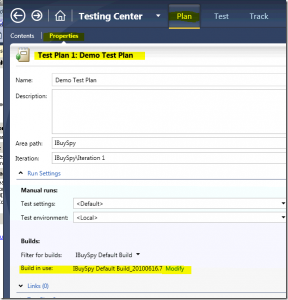 Testing Center Plan Test Track
Contents Properties
Test Plan 1: Demo Test Plan
Name: Demo Test Plan
Description:
Area path: IBuySpy
Iteration: IBuySpy\Iteration 1
Run Settings
Manual runs:
Test settings: <Default>
Test environment: <Local>
Builds:
Filter for builds: IBuySpy Default Build
Build in use: IBuySpy Default Build_20100616.7 Modify
Links (0)